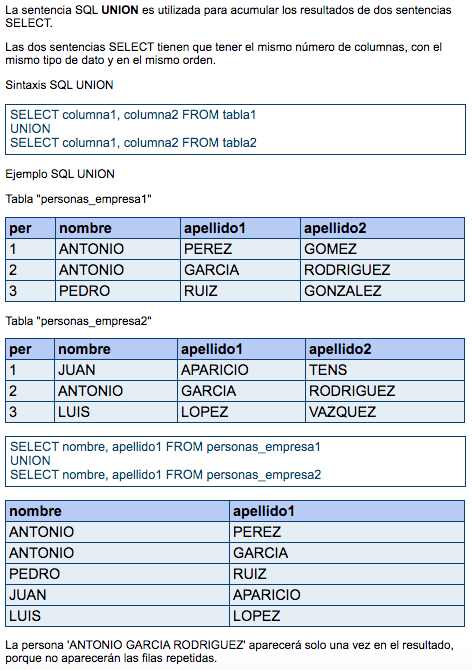 La sentencia SQL UNION es utilizada para acumular los resultados de dos sentencias
SELECT.
Las dos sentencias SELECT tienen que tener el mismo número de columnas, con el
mismo tipo de dato y en el mismo orden.
Sintaxis SQL UNION
SELECT columna1, columna2 FROM tabla1
UNION
SELECT columna1, columna2 FROM tabla2
Ejemplo SQL UNION
Tabla "personas_empresa1"
per nombre apellido1 apellido2
1 ANTONIO PEREZ GOMEZ
2 ANTONIO GARCIA RODRIGUEZ
3 PEDRO RUIZ GONZALEZ
Tabla "personas_empresa2"
per nombre apellido1 apellido2
1 JUAN APARICIO TENS
2 ANTONIO GARCIA RODRIGUEZ
3 LUIS LOPEZ VAZQUEZ
SELECT nombre, apellido1 FROM personas_empresa1
UNION
SELECT nombre, apellido1 FROM personas_empresa2
nombre apellido1
ANTONIO PEREZ
ANTONIO GARCIA
PEDRO RUIZ
JUAN APARICIO
LUIS LOPEZ
La persona 'ANTONIO GARCIA RODRIGUEZ' aparecerá solo una vez en el resultado,
porque no aparecerán las filas repetidas.